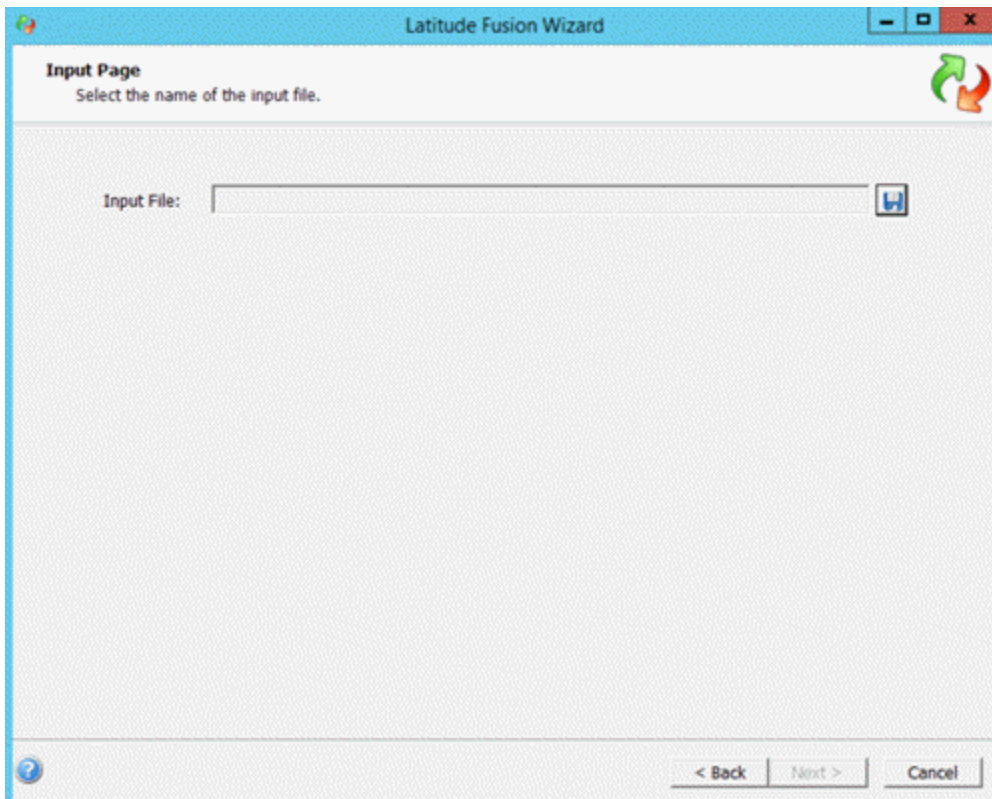 Latitude Fusion Wizard
Input Page
Select the name of the input file.
Input File:
< Back Next > Cancel